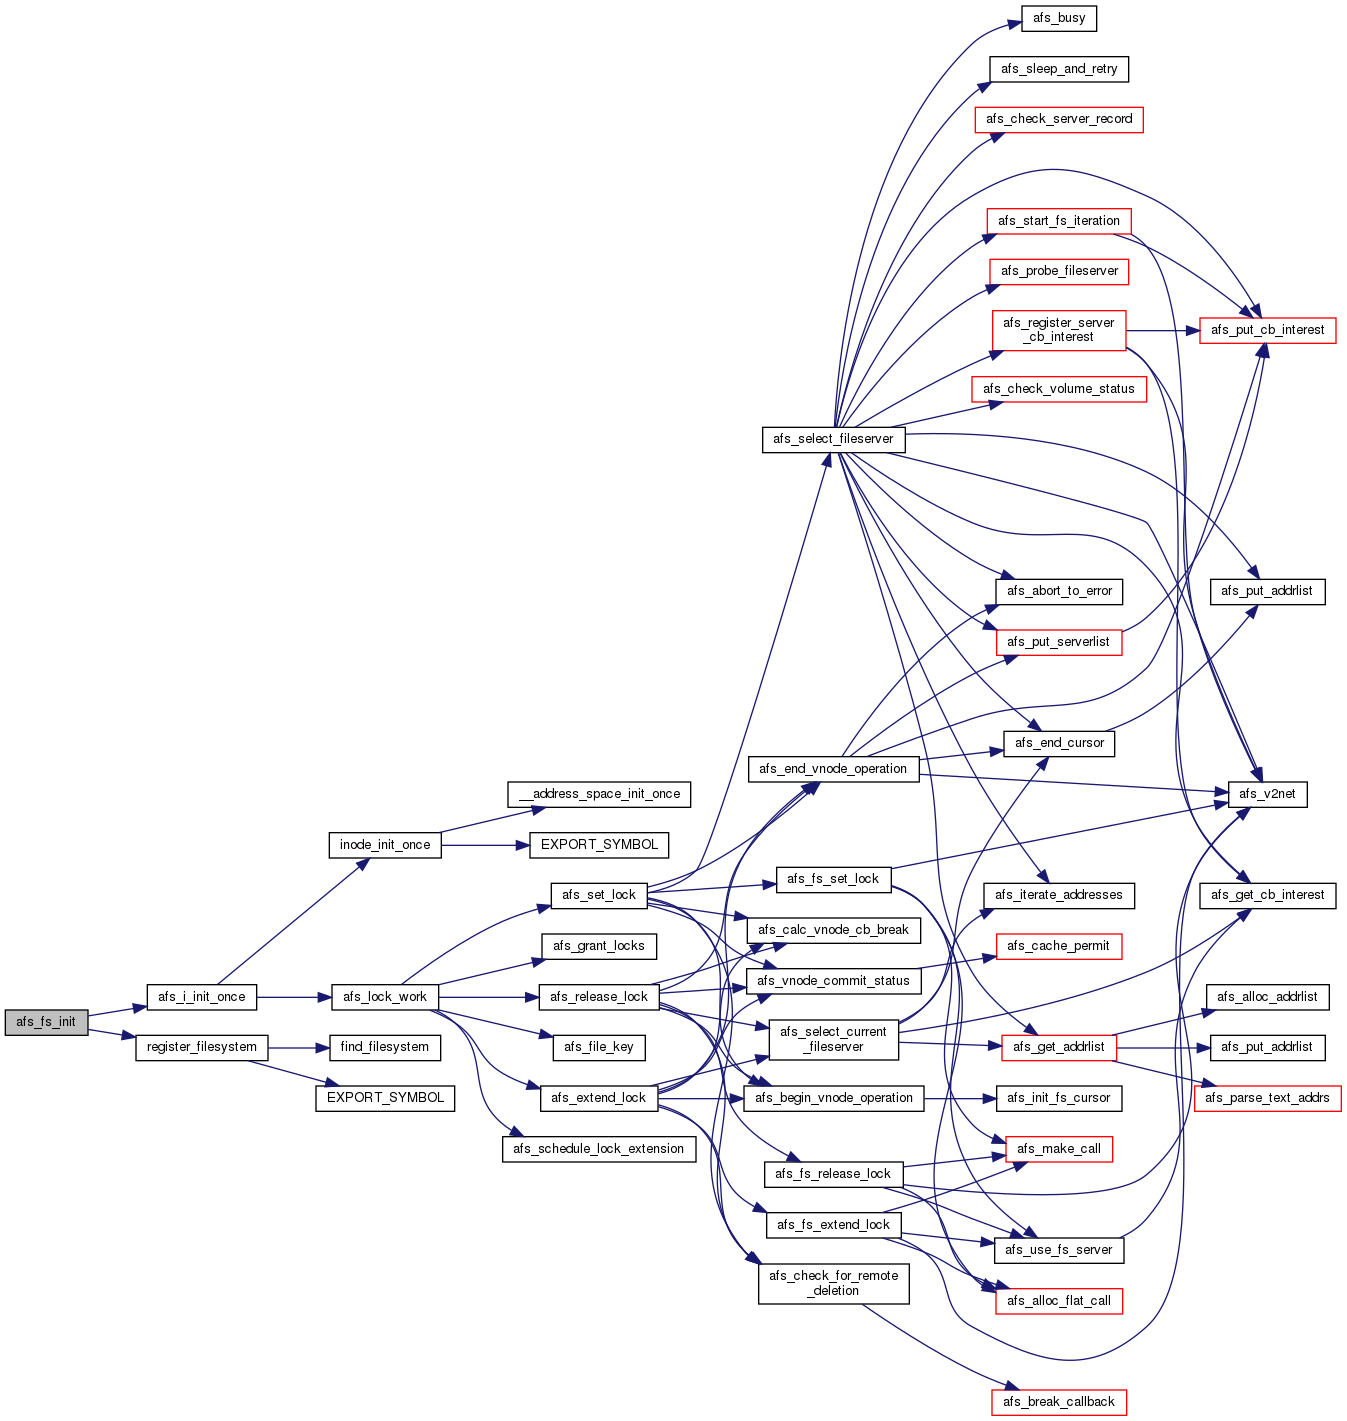 afs_busy
afs_sleep_and_retry
afs_check_server_record
afs_start_fs_iteration
afs_probe_fileserver
afs_register_server
_cb_interest
afs_put_cb_interest
afs_check_volume_status
afs_select_fileserver
afs_abort_to_error
afs_put_addrlist
afs_put_serverlist
afs_end_cursor
afs_end_vnode_operation
__address_space_init_once
afs_v2net
inode_init_once
EXPORT_SYMBOL
afs_fs_set_lock
afs_set_lock
afs_iterate_addresses
afs_get_cb_interest
afs_calc_vnode_cb_break
afs_grant_locks
afs_cache_permit
afs_vnode_commit_status
afs_i_init_once
afs_lock_work
afs_release_lock
afs_alloc_addrlist
afs_fs_init
afs_select_current
_fileserver
register_filesystem
find_filesystem
afs_file_key
afs_get_addrlist
afs_put_addrlist
EXPORT_SYMBOL
afs_extend_lock
afs_begin_vnode_operation
afs_init_fs_cursor
afs_parse_text_addrs
afs_schedule_lock_extension
afs_make_call
afs_fs_release_lock
afs_fs_extend_lock
afs_use_fs_server
afs_check_for_remote
_deletion
afs_alloc_flat_call
afs_break_callback